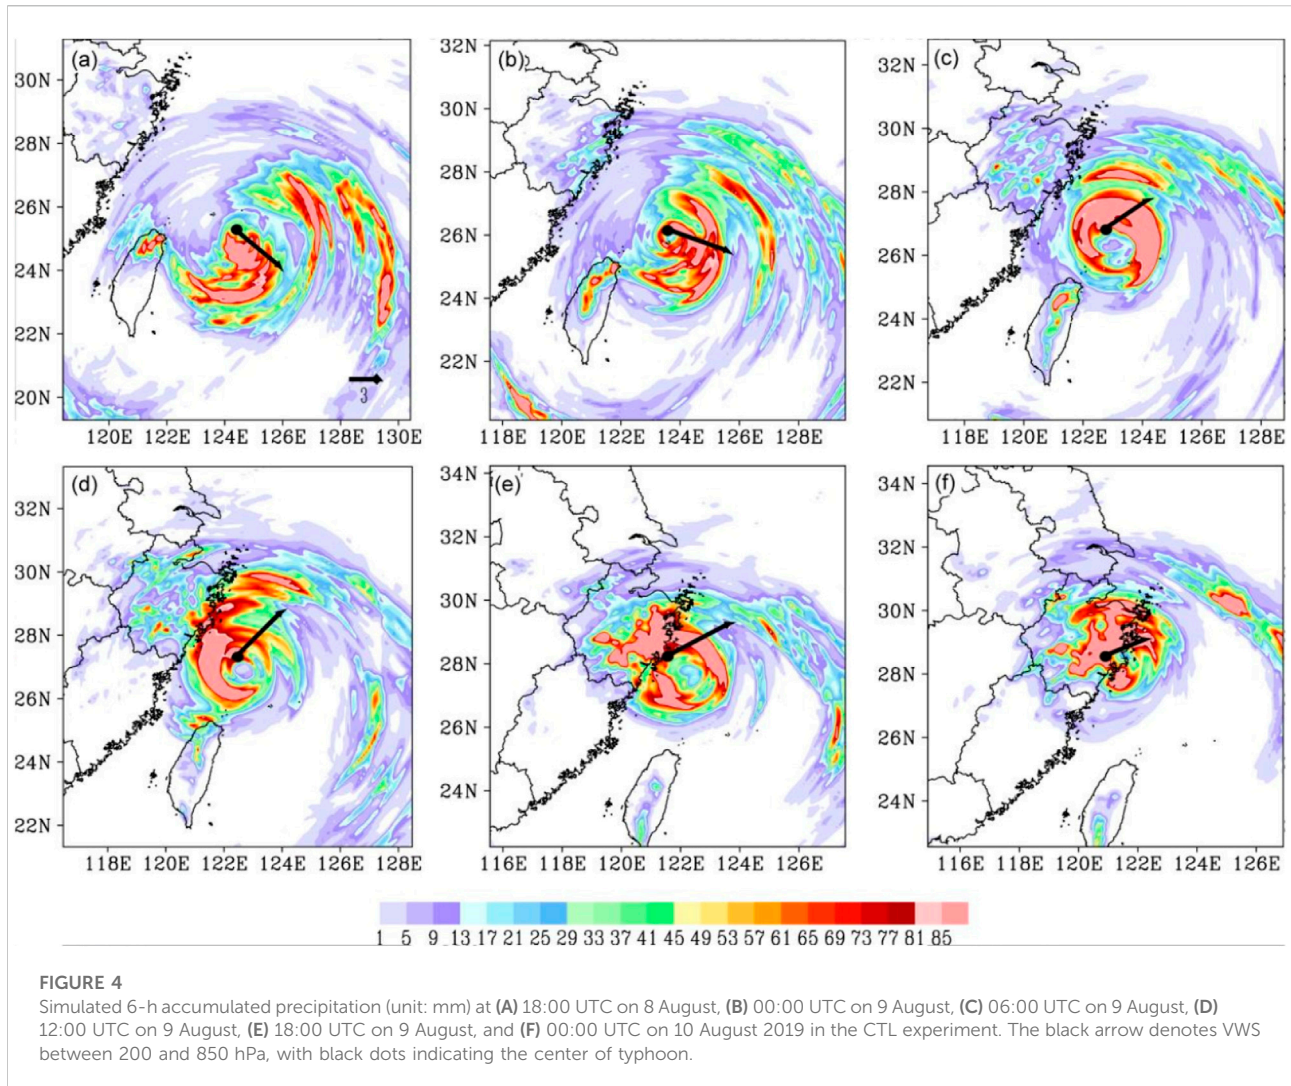 (a)
30N
28N
26N
24N
22N
20N
120E 122E 124E 126E 128E 130E
3
(b)
32N
30N
28N
26N
24N
22N
118E 120E 122E 124E 126E 128E
(c)
32N
30N
28N
26N
24N
22N
118E 120E 122E 124E 126E 128E
(d)
32N
30N
28N
26N
24N
22N
118E 120E 122E 124E 126E 128E
(e)
34N
32N
30N
28N
26N
24N
116E 118E 120E 122E 124E 126E
(f)
34N
32N
30N
28N
26N
24N
116E 118E 120E 122E 124E 126E
1 5 9 13 17 21 25 29 33 37 41 45 49 53 57 61 65 69 73 77 81 85
FIGURE 4
Simulated 6-h accumulated precipitation (unit: mm) at (A) 18:00 UTC on 8 August, (B) 00:00 UTC on 9 August, (C) 06:00 UTC on 9 August, (D)
12:00 UTC on 9 August, (E) 18:00 UTC on 9 August, and (F) 00:00 UTC on 10 August 2019 in the CTL experiment. The black arrow denotes VWS
between 200 and 850 hPa, with black dots indicating the center of typhoon.